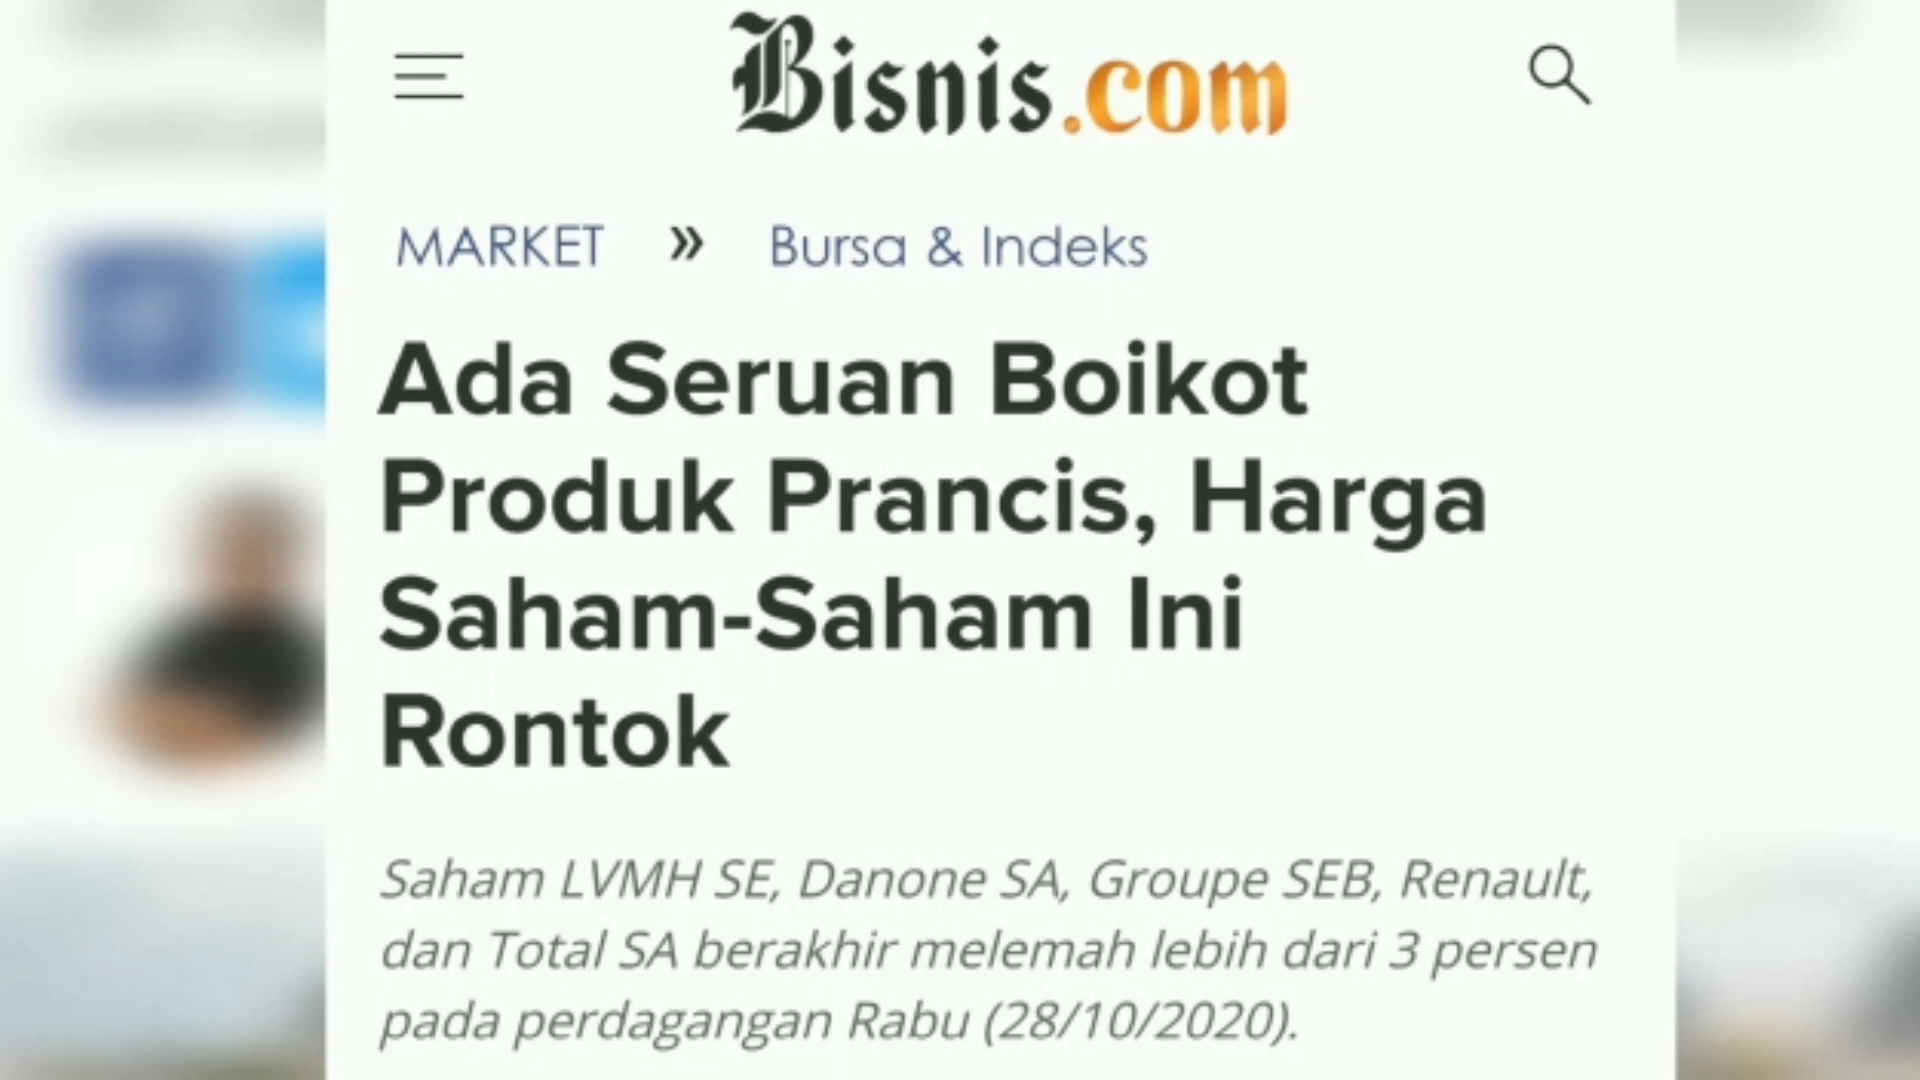 Bisnis.com
MARKET » Bursa & Indeks
Ada Seruan Boikot
Produk Prancis, Harga
Saham-Saham Ini
Rontok
Saham LVMH SE, Danone SA, Groupe SEB, Renault,
dan Total SA berakhir melemah lebih dari 3 persen
pada perdagangan Rabu (28/10/2020).